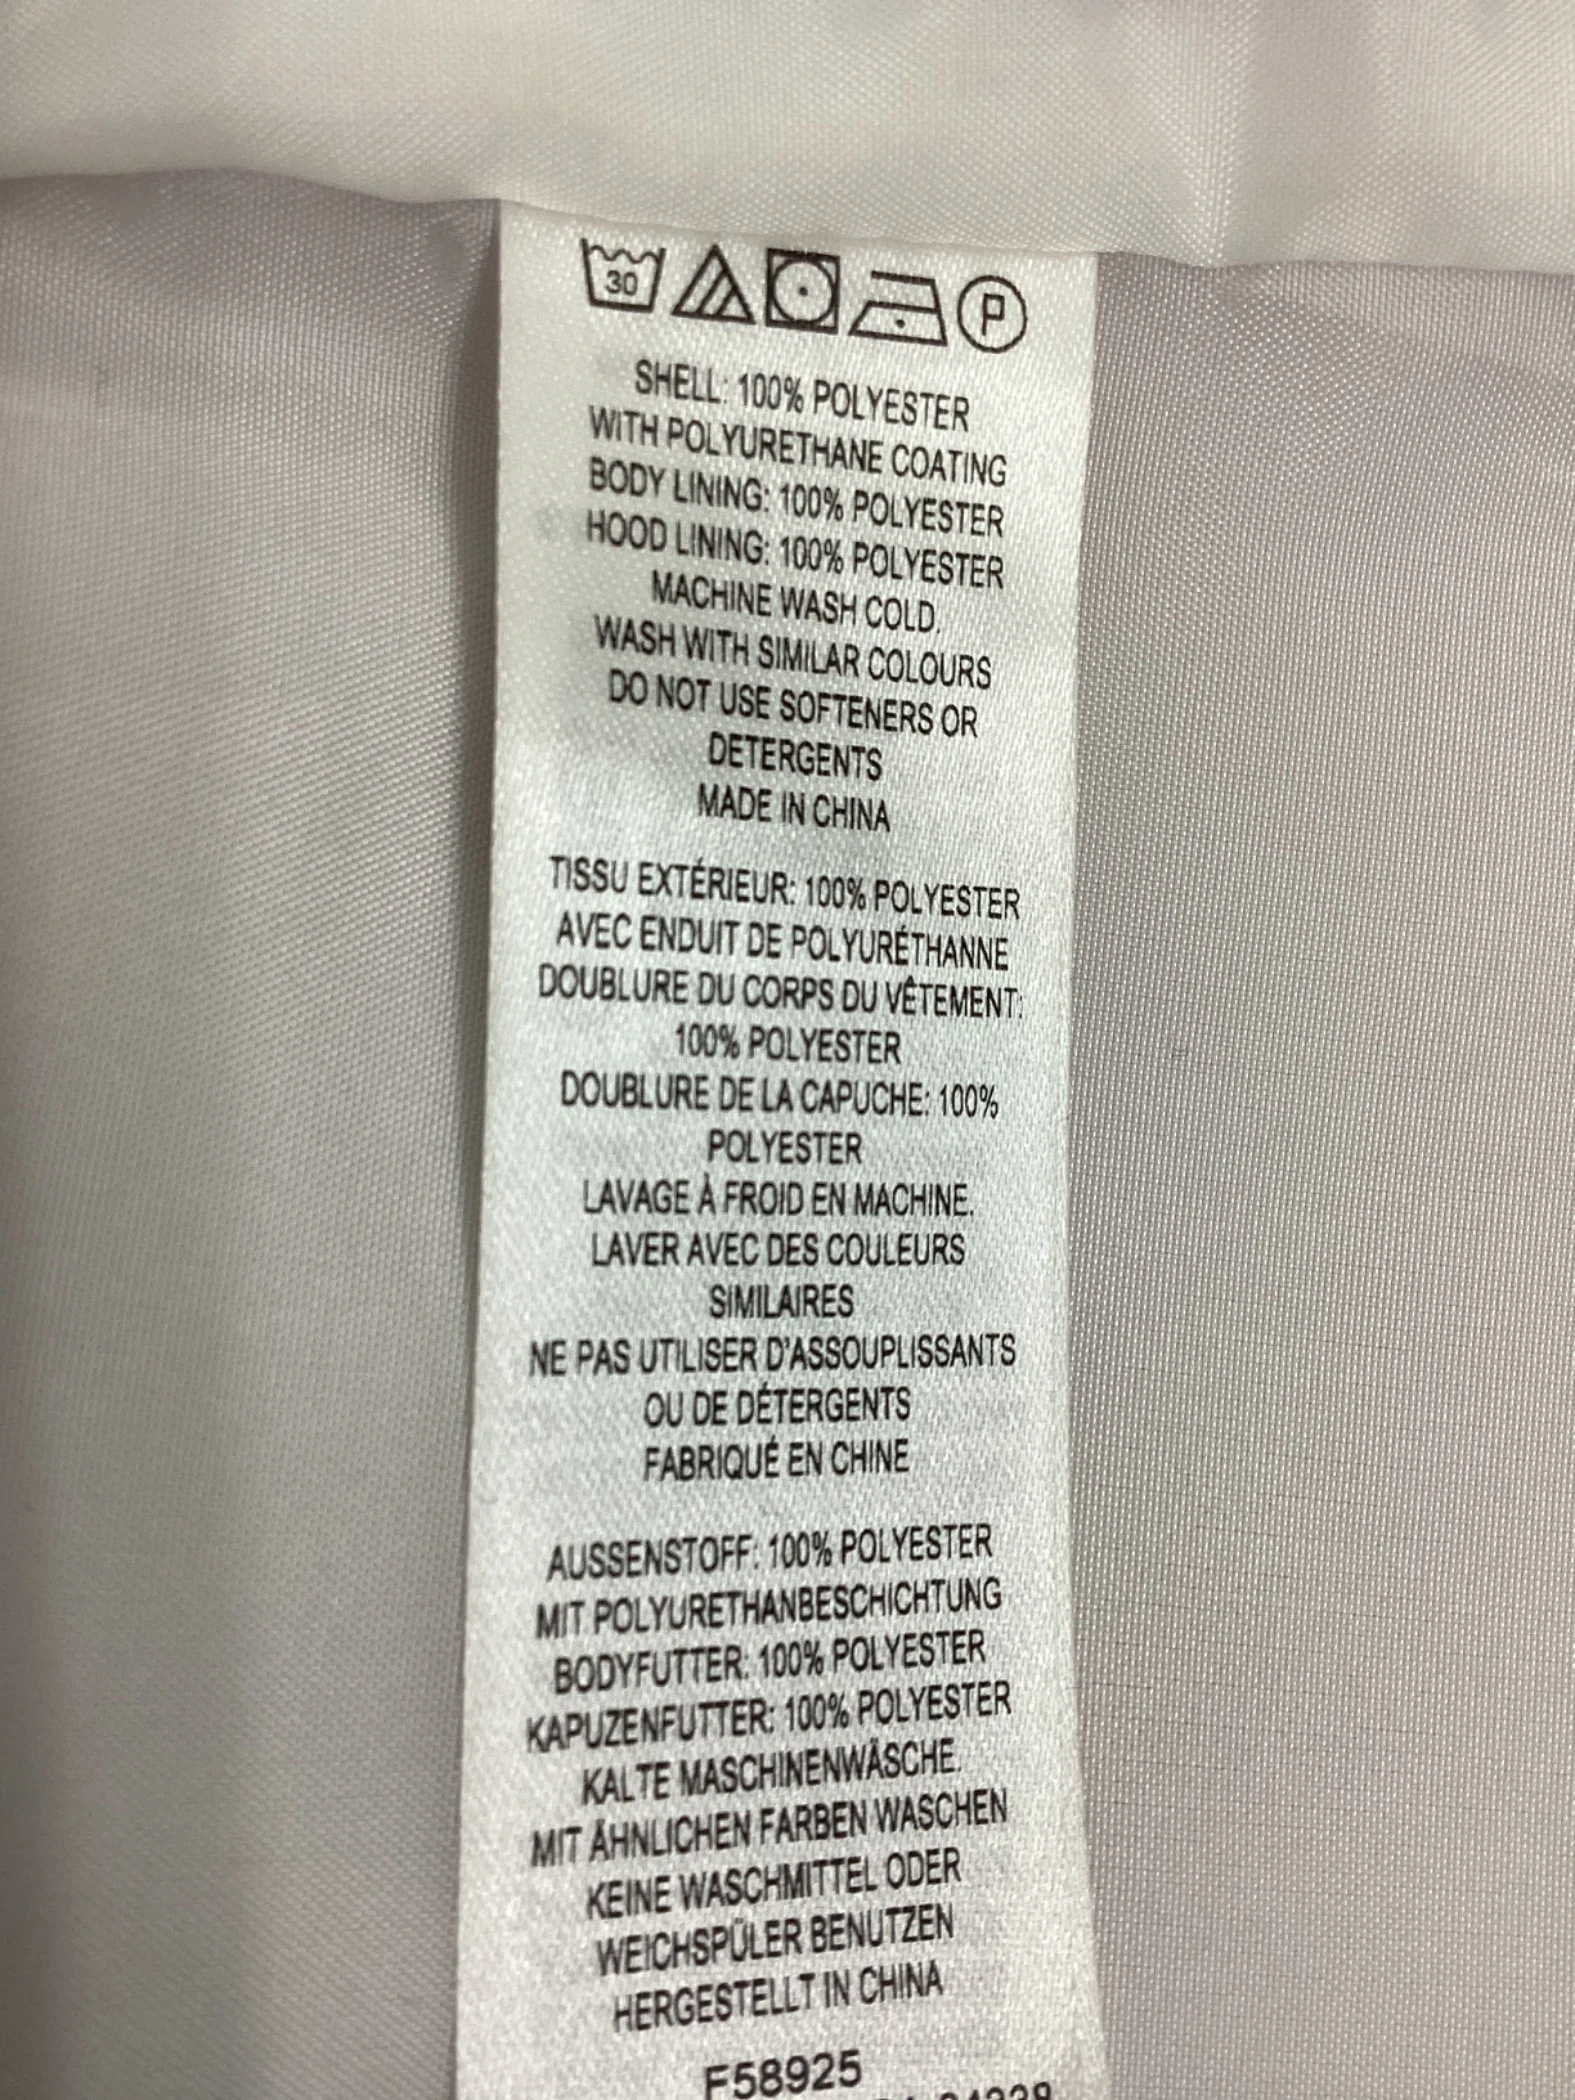 30 P
SHELL: 100% POLYESTER
WITH POLYURETHANE COATING
BODY LINING: 100% POLYESTER
HOOD LINING: 100% POLYESTER
MACHINE WASH COLD.
WASH WITH SIMILAR COLOURS
DO NOT USE SOFTENERS OR
DETERGENTS
MADE IN CHINA
TISSU EXTÉRIEUR: 100% POLYESTER
AVEC ENDUIT DE POLYURÉTHANNE
DOUBLURE DU CORPS DU VÊTEMENT:
100% POLYESTER
DOUBLURE DE LA CAPUCHE: 100%
POLYESTER
LAVAGE À FROID EN MACHINE.
LAVER AVEC DES COULEURS
SIMILAIRES
NE PAS UTILISER D'ASSOUPLISSANTS
OU DE DÉTERGENTS
FABRIQUÉ EN CHINE
AUSSENSTOFF: 100% POLYESTER
MIT POLYURETHANBESCHICHTUNG
BODYFUTTER: 100% POLYESTER
KAPUZENFUTTER: 100% POLYESTER
KALTE MASCHINENWÄSCHE.
MIT ÄHNLICHEN FARBEN WASCHEN
KEINE WASCHMITTEL ODER
WEICHSPÜLER BENUTZEN
HERGESTELLT IN CHINA
F58925